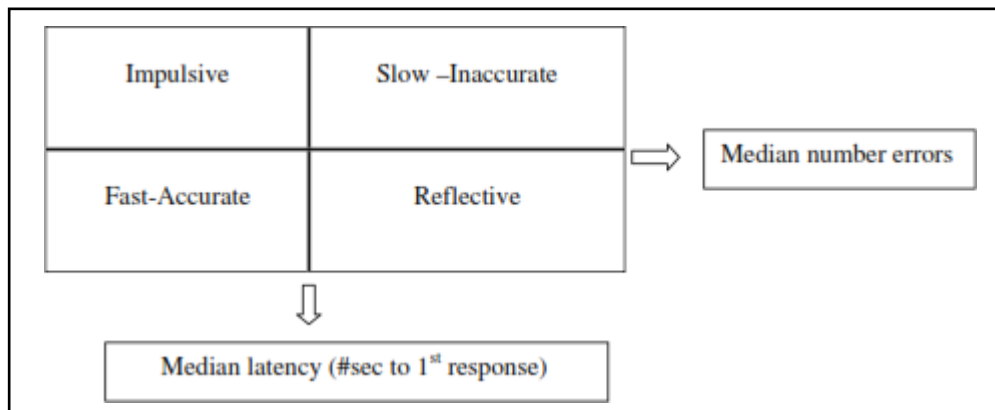 Impulsive
Slow –Inaccurate
Median number errors
Fast-Accurate
Reflective
Median latency (#sec to 1st response)